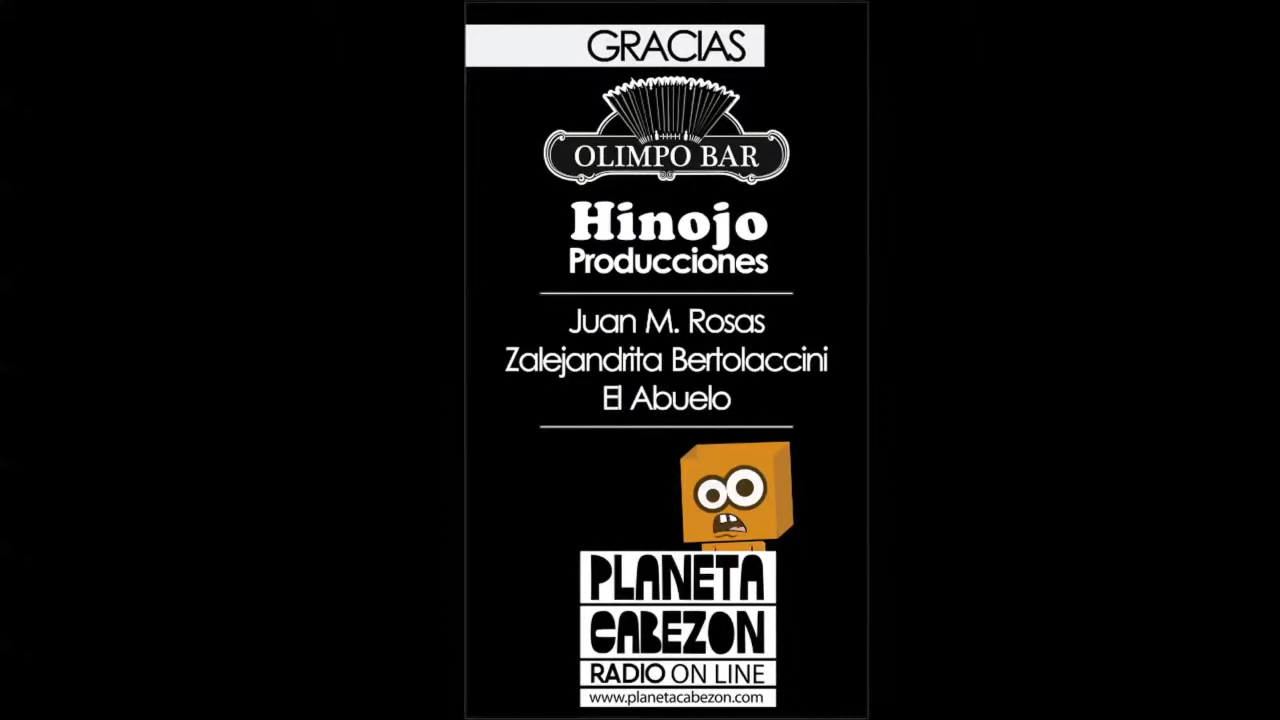 GRACIAS
OLIMPO BAR
Hinojo
Producciones
Juan M. Rosas
Zalejandrita Bertolaccini
El Abuelo
PLANETA
CABEZON
RADIO ON LINE
www.planetacabezon.com